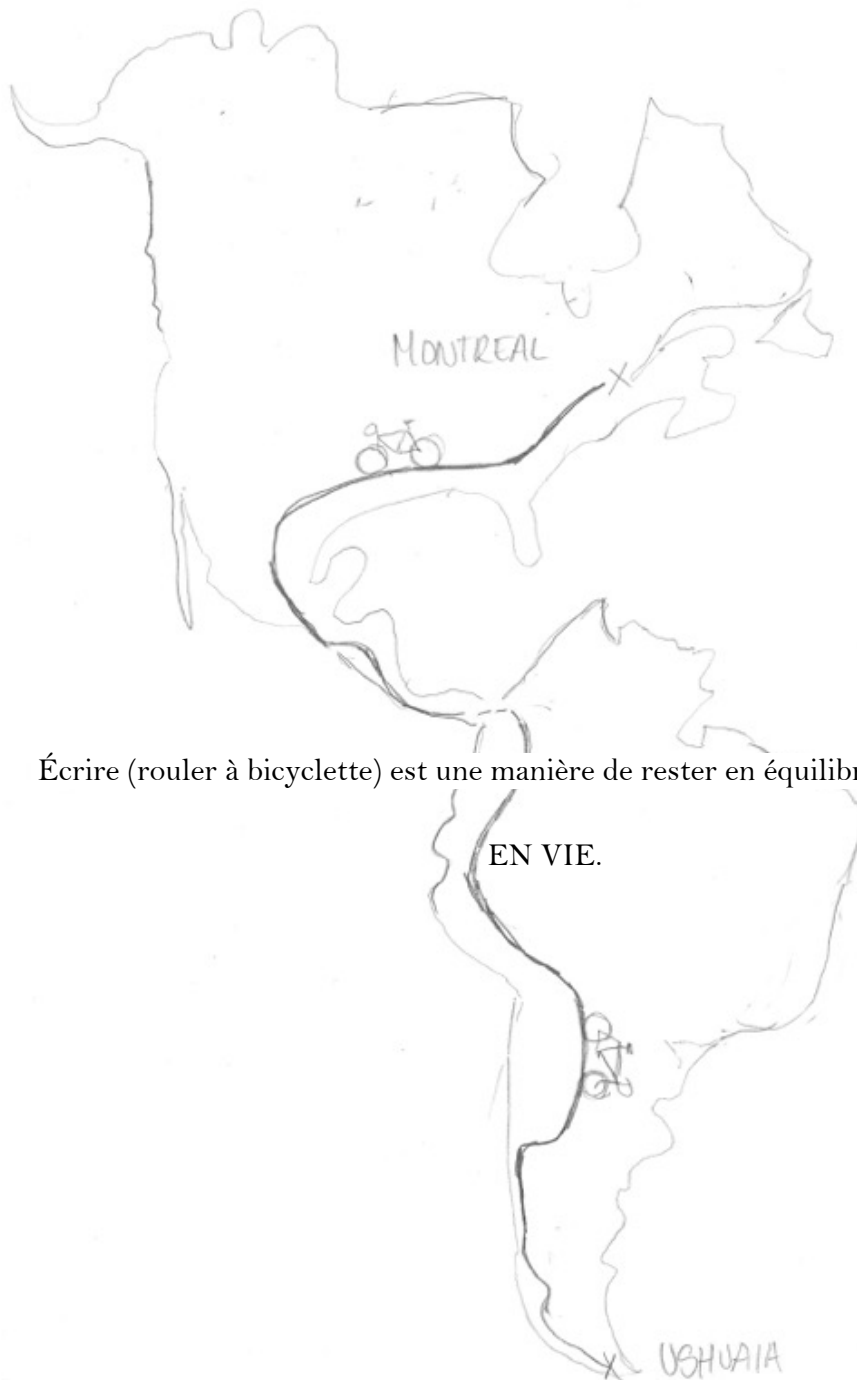 MONTREAL
Écrire (rouler à bicyclette) est une manière de rester en équilibr
EN VIE.
USHUAIA